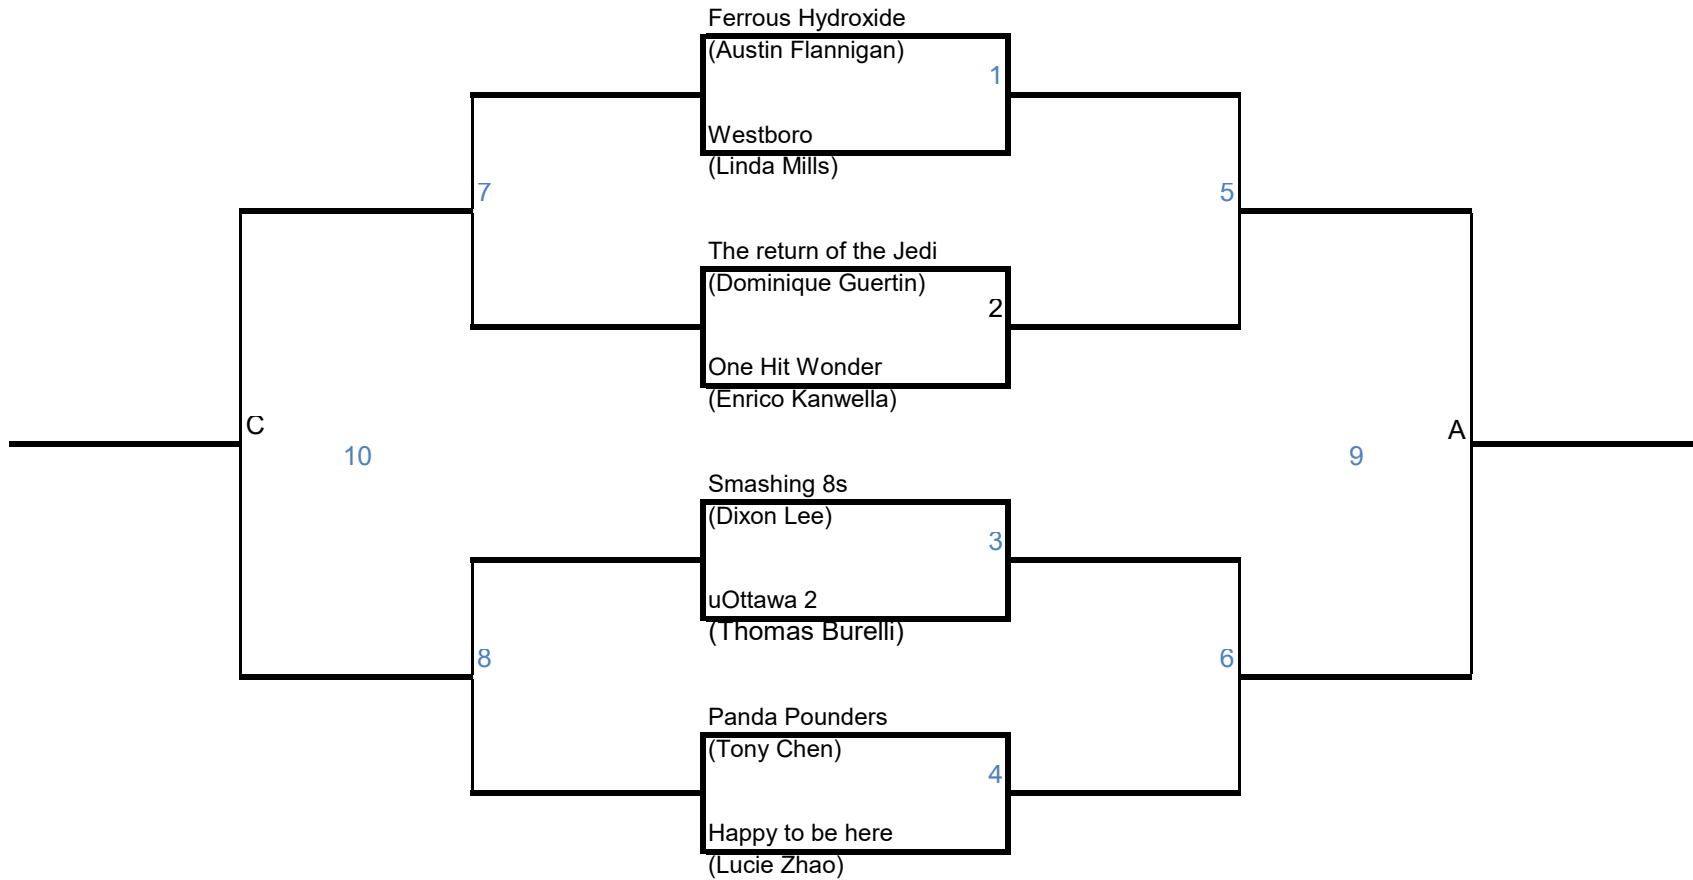 Ferrous Hydroxide
(Austin Flannigan)
1
Westboro
(Linda Mills)
7
5
The return of the Jedi
(Dominique Guertin)
2
One Hit Wonder
(Enrico Kanwella)
C
A
10
9
Smashing 8s
(Dixon Lee)
3
uOttawa 2
(Thomas Burelli)
8
6
Panda Pounders
(Tony Chen)
4
Happy to be here
(Lucie Zhao)